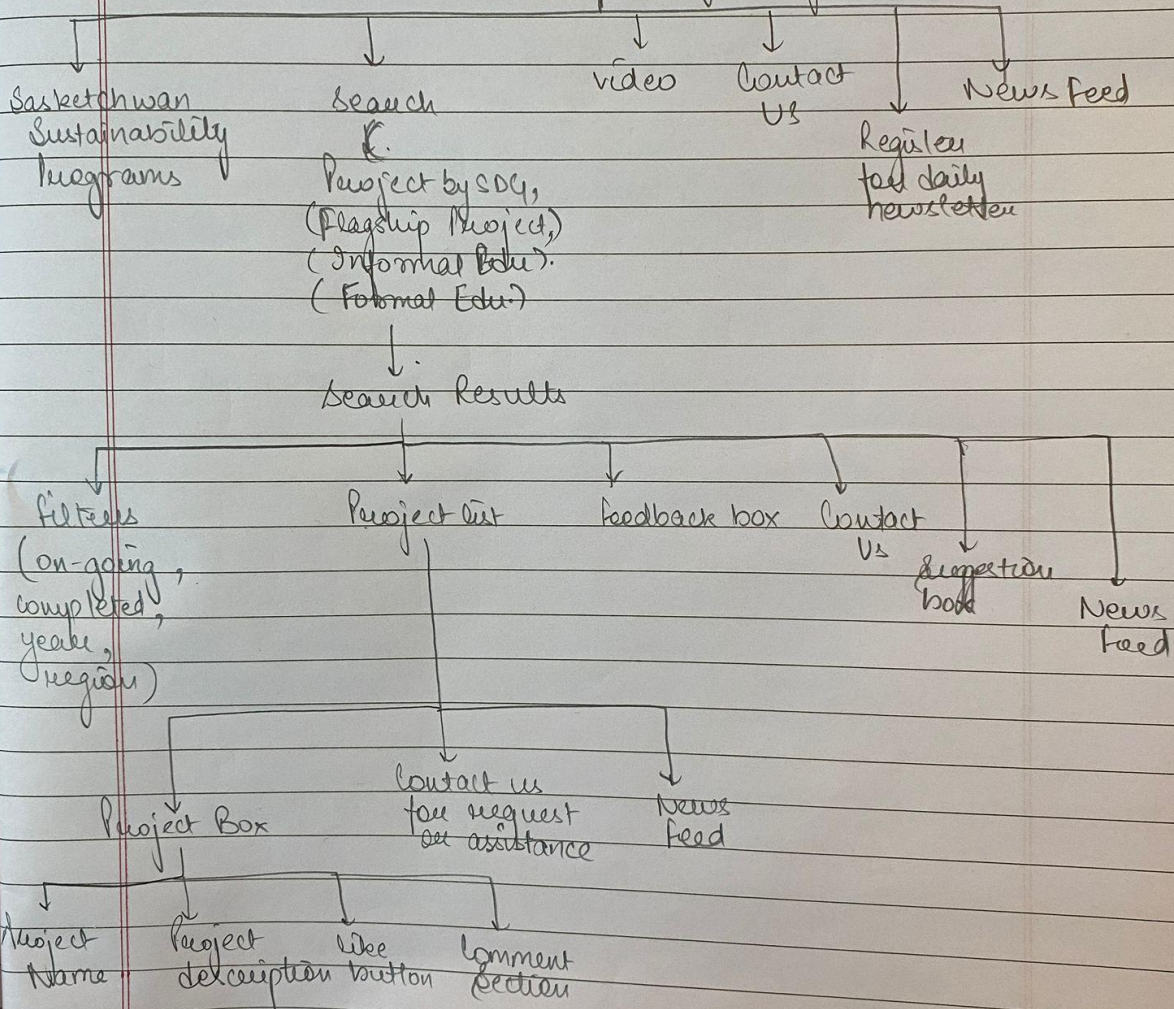 Sasketchwan
Sustainability
Programs
Search
Project by SDG,
(Flagship Project,)
(Informal Edu).
(Formal Edu.)
video
Contact
Us
Register
for daily
newsletter
News Feed
Search Results
filters
(on-going,
completed,
year,
region)
Project list
feedback box
Contact
Us
Suggestion
box
News
feed
Project Box
Contact us
for request
or assistance
News
feed
Project
Name
Project
description
like
button
Comment
Section